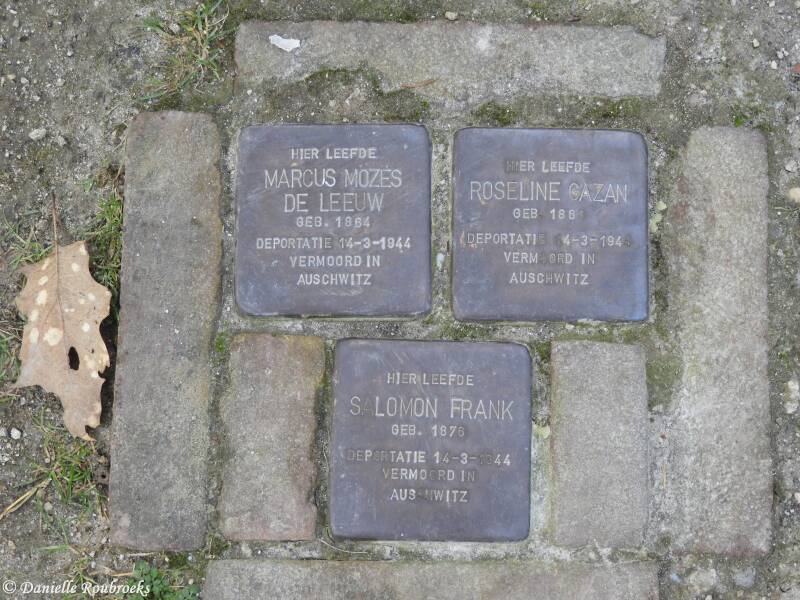 HIER LEEFDE
MARCUS MOZES
DE LEEUW
GEB. 1864
DEPORTATIE 14-3-1944
VERMOORD IN
AUSCHWITZ
HIER LEEFDE
ROSELINE GAZAN
GEB.
DEPORTATIE 14-3-1944
VERMOORD IN
AUSCHWITZ
HIER LEEFDE
SALOMON FRANK
GEB. 1876
DEPORTATIE 14-3-1944
VERMOORD IN
AUSCHWITZ
© Danielle Roubroeks